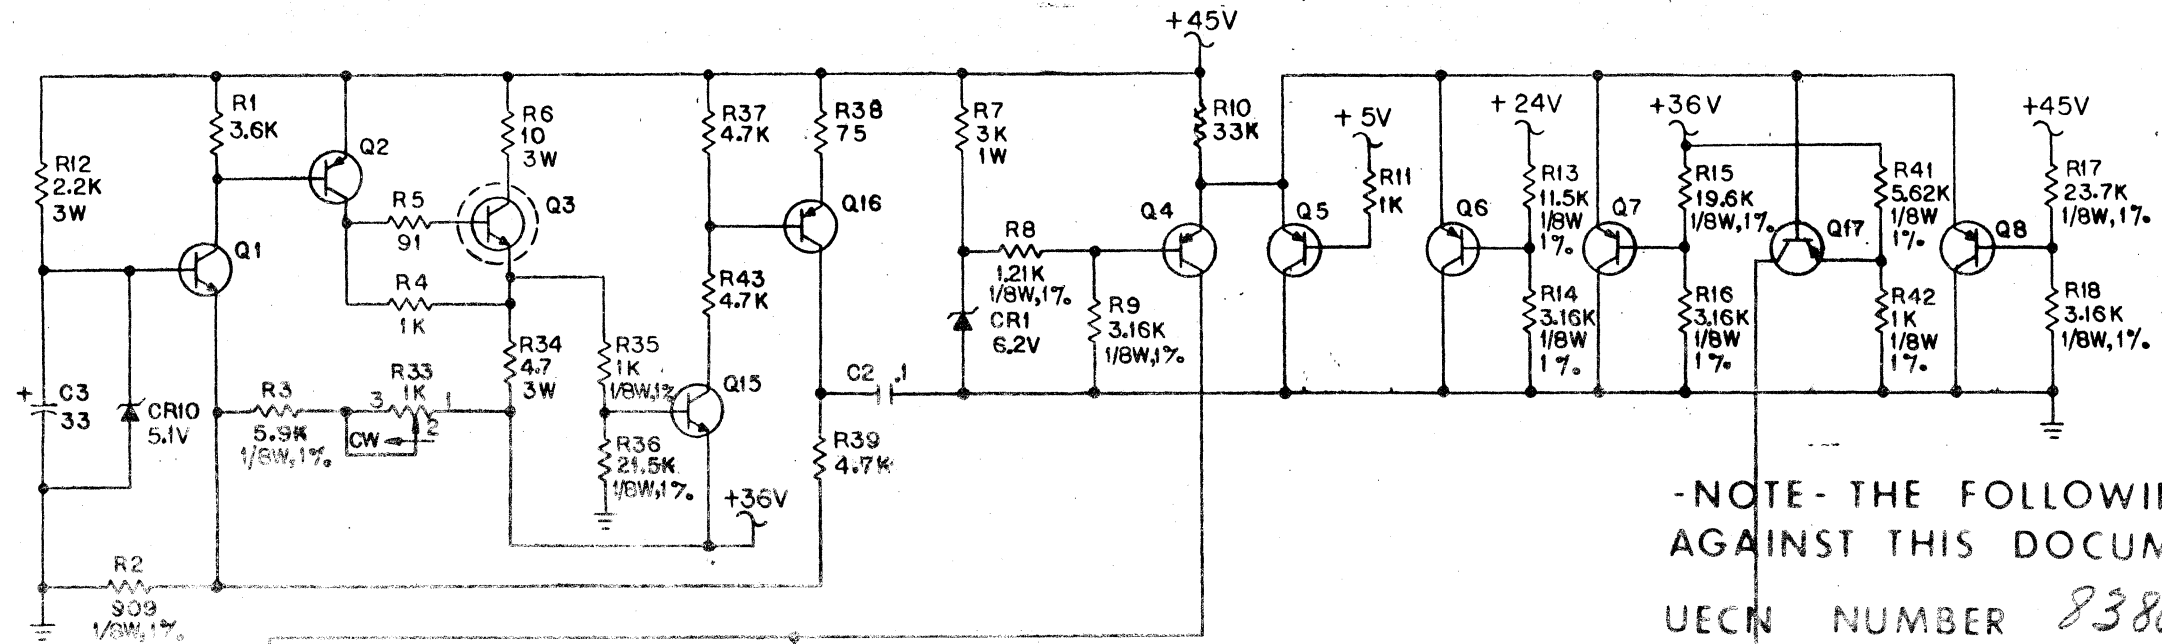 +45V
R12
2.2K
3W
R1
3.6K
Q2
R5
91
R4
1K
R6
10
3W
Q3
R37
4.7K
R38
75
Q16
R7
3K
1W
R10
33K
+5V
R11
1K
+24V
+36V
+45V
Q1
R43
4.7K
R8
1.21K
1/8W,1%
Q4
Q5
Q6
R13
11.5K
1/8W
1%
Q7
R15
19.6K
1/8W,1%
Q17
R41
5.62K
1/8W
1%
Q8
R17
23.7K
1/8W,1%
+ C3
33
CR10
5.1V
R3
5.9K
1/8W,1%
R33
1K
3
1
2
CW
R34
4.7
3W
R35
1K
1/8W,1%
Q15
R36
21.5K
1/8W,1%
+36V
C2 .1
R39
4.7K
CR1
6.2V
R9
3.16K
1/8W,1%
R14
3.16K
1/8W
1%
R16
3.16K
1/8W
1%
R42
1K
1/8W
1%
R18
3.16K
1/8W,1%
R2
909
1/8W,1%
-NOTE- THE FOLLOWI
AGAINST THIS DOCUM
UECN NUMBER 838